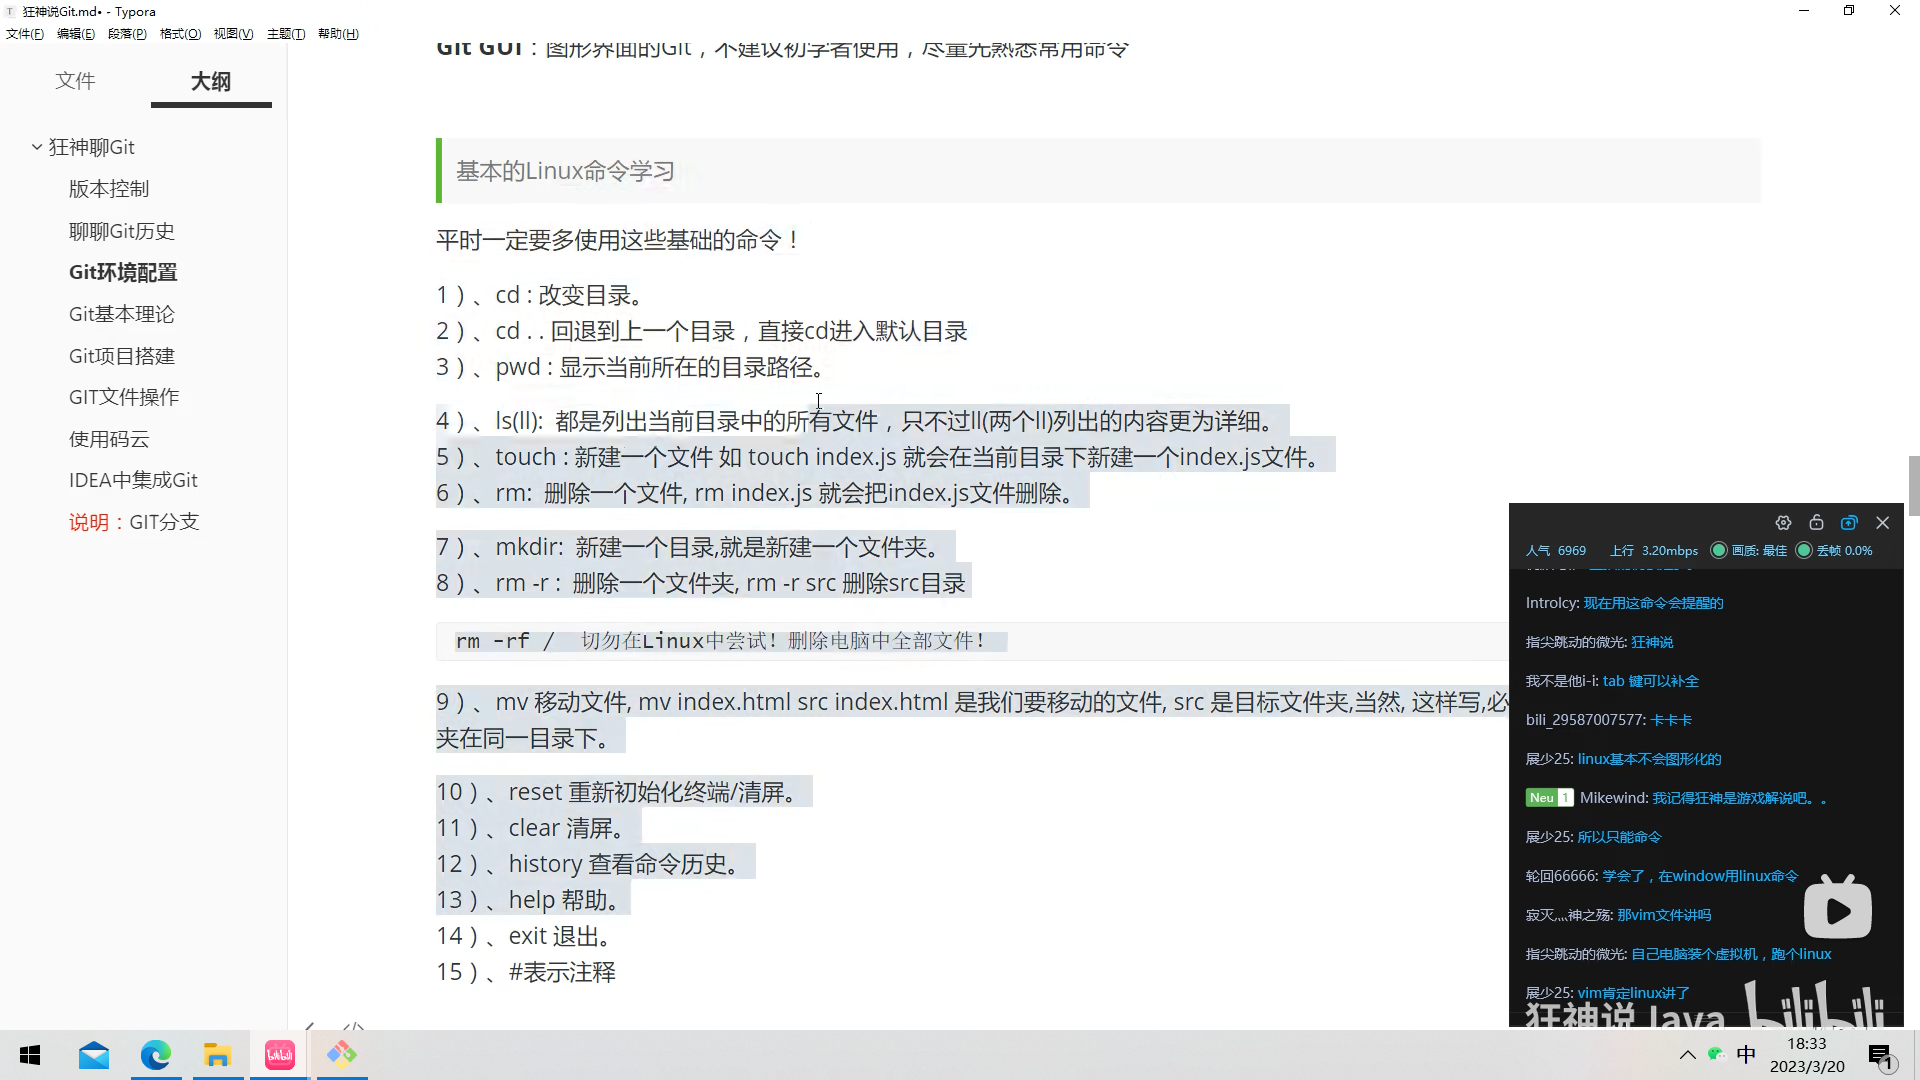 狂神说Git.md• - Typora
文件(F) 编辑(E) 段落(P) 格式(O) 视图(V) 主题(T) 帮助(H)
文件 大纲
狂神聊Git
版本控制
聊聊Git历史
Git环境配置
Git基本理论
Git项目搭建
GIT文件操作
使用码云
IDEA中集成Git
说明：GIT分支
Git GUI：图形界面的Git，不建议初学者使用，尽量先熟悉常用命令
基本的Linux命令学习
平时一定要多使用这些基础的命令！
1）、cd : 改变目录。
2）、cd . . 回退到上一个目录，直接cd进入默认目录
3）、pwd : 显示当前所在的目录路径。
4）、ls(ll): 都是列出当前目录中的所有文件，只不过ll(两个ll)列出的内容更为详细。
5）、touch : 新建一个文件 如 touch index.js 就会在当前目录下新建一个index.js文件。
6）、rm: 删除一个文件, rm index.js 就会把index.js文件删除。
7）、mkdir: 新建一个目录,就是新建一个文件夹。
8）、rm -r : 删除一个文件夹, rm -r src 删除src目录
rm -rf / 切勿在Linux中尝试！删除电脑中全部文件！
9）、mv 移动文件, mv index.html src index.html 是我们要移动的文件, src 是目标文件夹,当然, 这样写,必
夹在同一目录下。
10）、reset 重新初始化终端/清屏。
11）、clear 清屏。
12）、history 查看命令历史。
13）、help 帮助。
14）、exit 退出。
15）、#表示注释
人气 6969 上行 3.20mbps 画质: 最佳 丢帧 0.0%
Introlcy: 现在用这命令会提醒的
指尖跳动的微光: 狂神说
我不是他i-i: tab 键可以补全
bili_29587007577: 卡卡卡
展少25: linux基本不会图形化的
Neu 1 Mikewind: 我记得狂神是游戏解说吧。。
展少25: 所以只能命令
轮回66666: 学会了，在window用linux命令
寂灭灬神之殇: 那vim文件讲吗
指尖跳动的微光: 自己电脑装个虚拟机，跑个linux
展少25: vim肯定linux讲了
狂神说Java bilibili
bilibili
中
18:33
2023/3/20
1